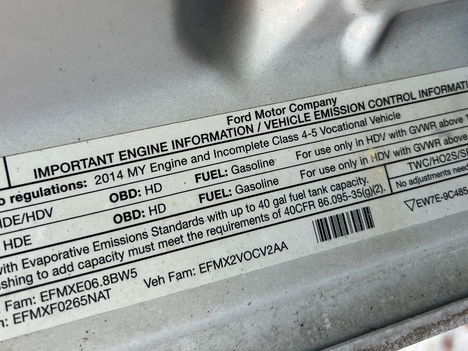 Ford Motor Company
IMPORTANT ENGINE INFORMATION / VEHICLE EMISSION CONTROL INFORMATI
o regulations: 2014 MY Engine and Incomplete Class 4-5 Vocational Vehicle
HDE/HDV OBD: HD FUEL: Gasoline For use only in HDV with GVWR above 1
HDE OBD: HD FUEL: Gasoline For use only in HDV with GVWR above
with Evaporative Emissions Standards with up to 40 gal fuel tank capacity. TWC/HO2S/SF
shing to add capacity must meet the requirements of 40CFR 86.095-35(g)(2). No adjustments needed
Fam: EFMXE06.8BW5 Veh Fam: EFMX2VOCV2AA EW7E-9C485
m: EFMXF0265NAT